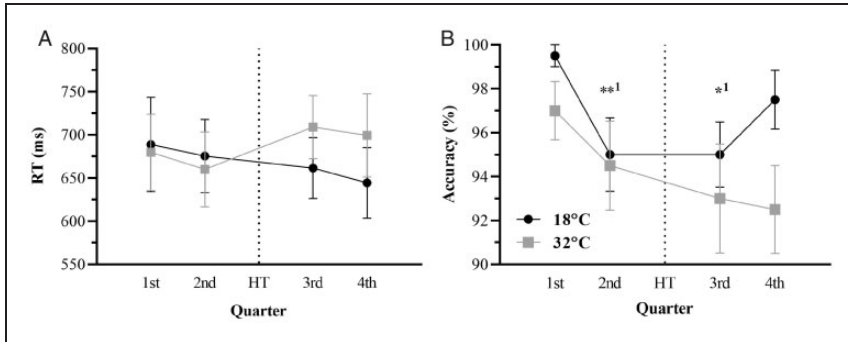 A
800
750
700
650
600
550
RT (ms)
1st 2nd HT 3rd 4th
Quarter
B
100
98
96
94
92
90
Accuracy (%)
**1
*1
18°C
32°C
1st 2nd HT 3rd 4th
Quarter